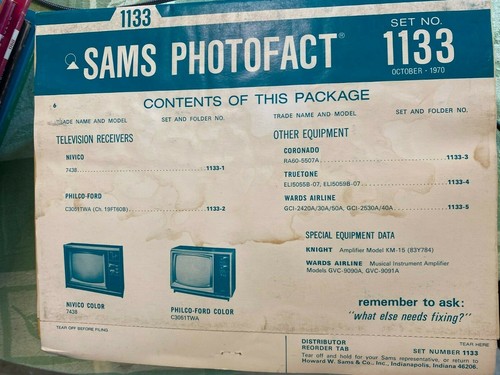 1133
SAMS PHOTOFACT®
SET NO.
1133
OCTOBER · 1970
6
CONTENTS OF THIS PACKAGE
TRADE NAME AND MODEL SET AND FOLDER NO.
TELEVISION RECEIVERS
NIVICO
7438 1133-1
PHILCO-FORD
C3051TWA (Ch. 19FT60B) 1133-2
NIVICO COLOR
7438
PHILCO-FORD COLOR
C3051TWA
TRADE NAME AND MODEL SET AND FOLDER NO.
OTHER EQUIPMENT
CORONADO
RA60-5507A 1133-3
TRUETONE
ELI5055B-07, ELI5059B-07 1133-4
WARDS AIRLINE
GCI-2420A/30A/50A, GCI-2530A/40A 1133-5
SPECIAL EQUIPMENT DATA
KNIGHT Amplifier Model KM-15 (83Y784)
WARDS AIRLINE Musical Instrument Amplifier
Models GVC-9090A, GVC-9091A
remember to ask:
"what else needs fixing?"
TEAR OFF BEFORE FILING
TEAR HERE
DISTRIBUTOR
REORDER TAB
SET NUMBER 1133
Tear off and hold for your Sams representative, or return to
Howard W. Sams & Co., Inc., Indianapolis, Indiana 46206.